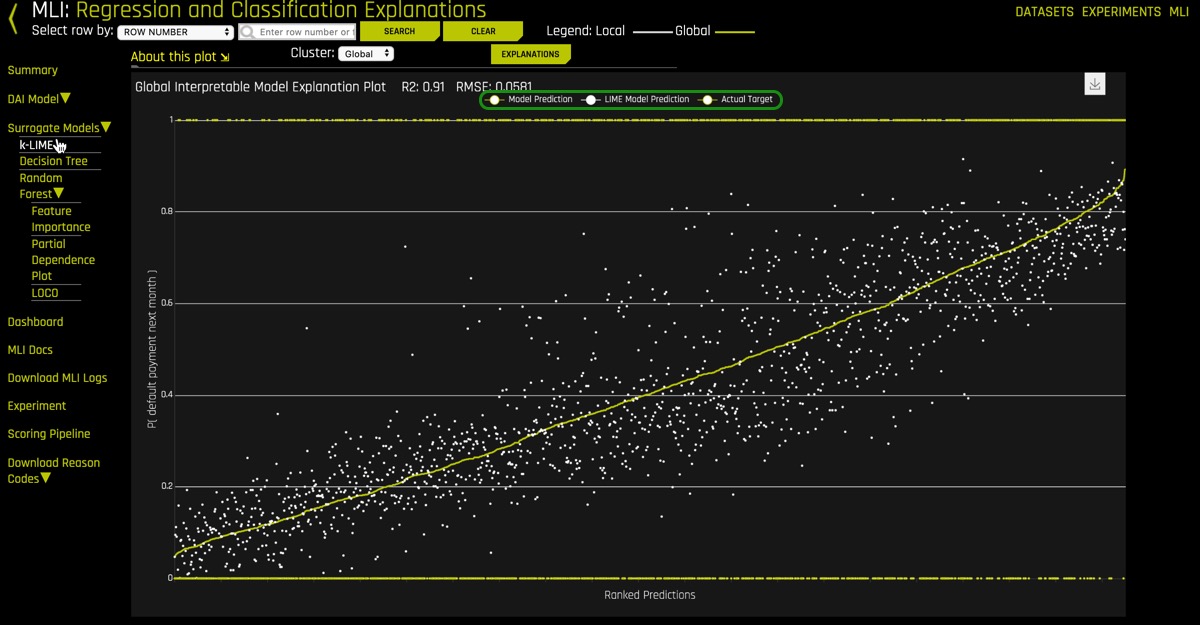 MLI: Regression and Classification Explanations
DATASETS EXPERIMENTS MLI
Select row by: ROW NUMBER Enter row number or SEARCH CLEAR Legend: Local Global
About this plot Cluster: Global EXPLANATIONS
Summary
DAI Model
Surrogate Models
k-LIME
Decision Tree
Random
Forest
Feature
Importance
Partial
Dependence
Plot
LOCO
Dashboard
MLI Docs
Download MLI Logs
Experiment
Scoring Pipeline
Download Reason
Codes
Global Interpretable Model Explanation Plot R2: 0.91 RMSE: 0.0581
Model Prediction LIME Model Prediction Actual Target
1
0.8
0.6
0.4
0.2
0
P( default payment next month )
Ranked Predictions